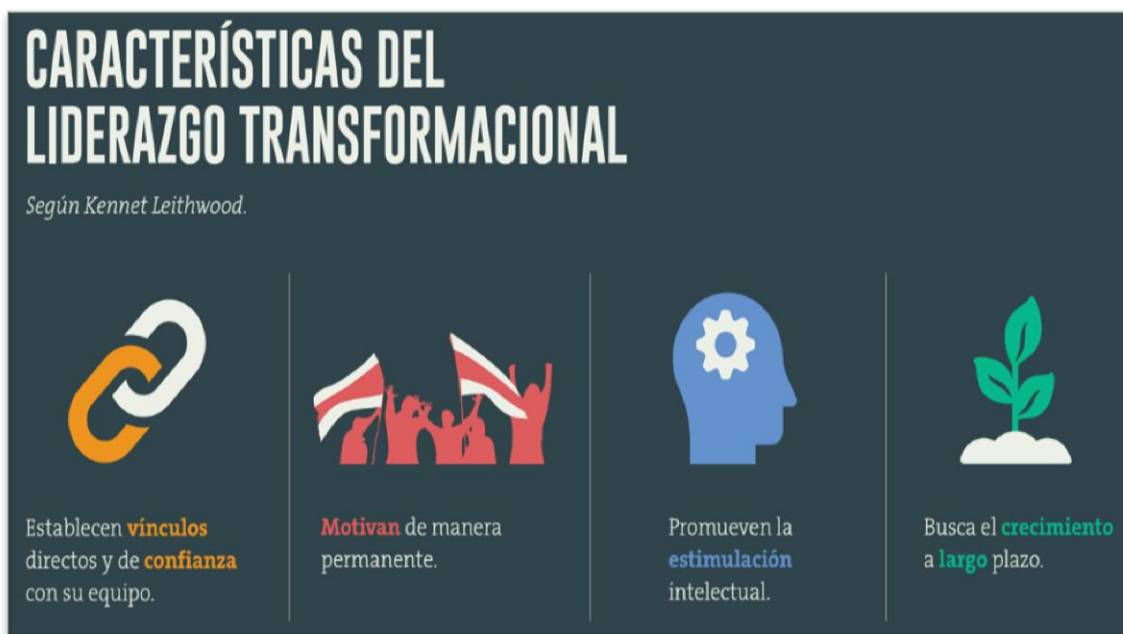 CARACTERÍSTICAS DEL
LIDERAZGO TRANSFORMACIONAL
Según Kennet Leithwood.
Establecen vínculos
directos y de confianza
con su equipo.
Motivan de manera
permanente.
Promueven la
estimulación
intelectual.
Busca el crecimiento
a largo plazo.